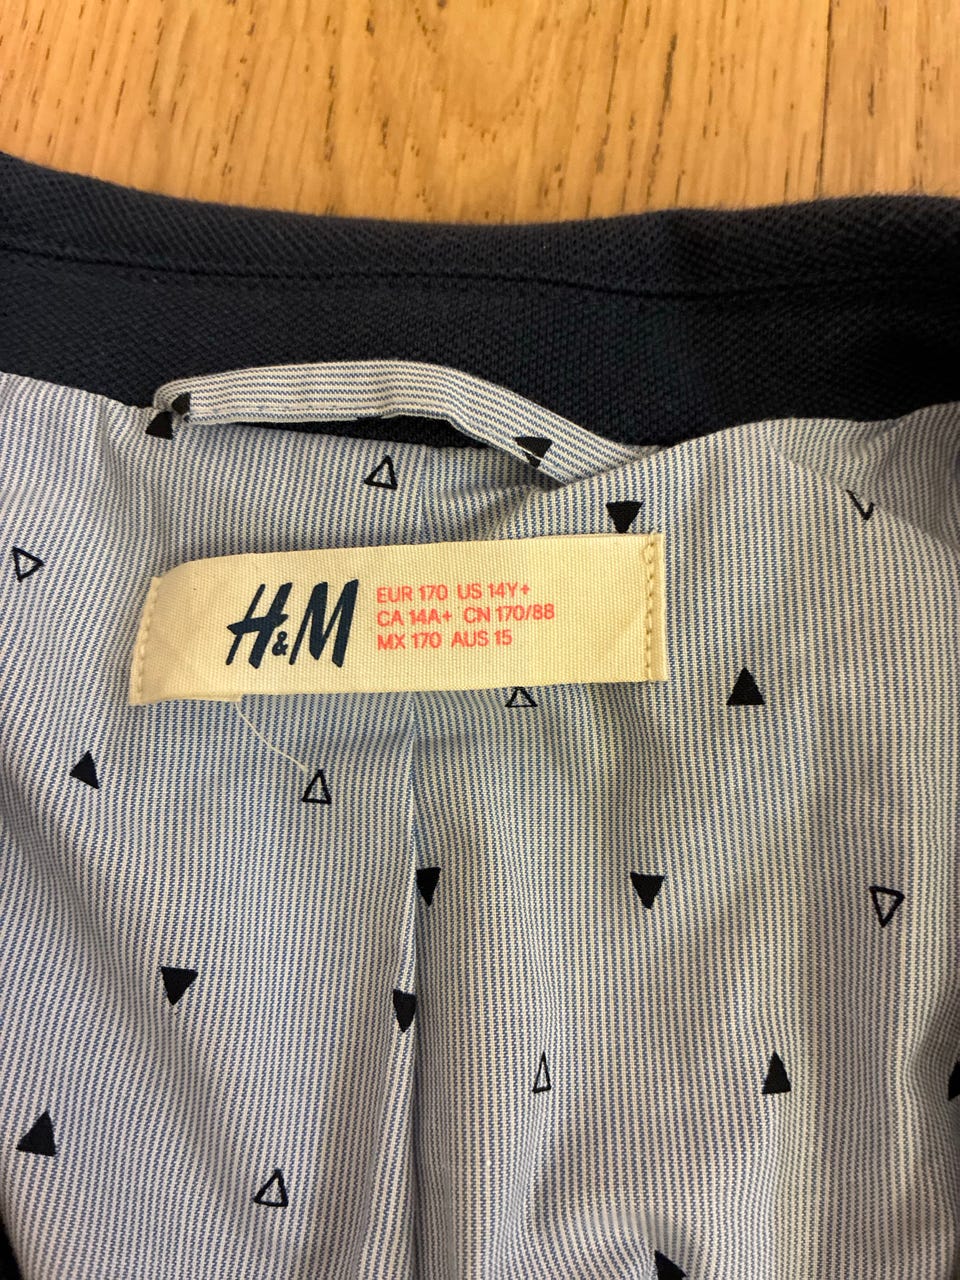 H&M
EUR 170 US 14Y+
CA 14A+ CN 170/88
MX 170 AUS 15